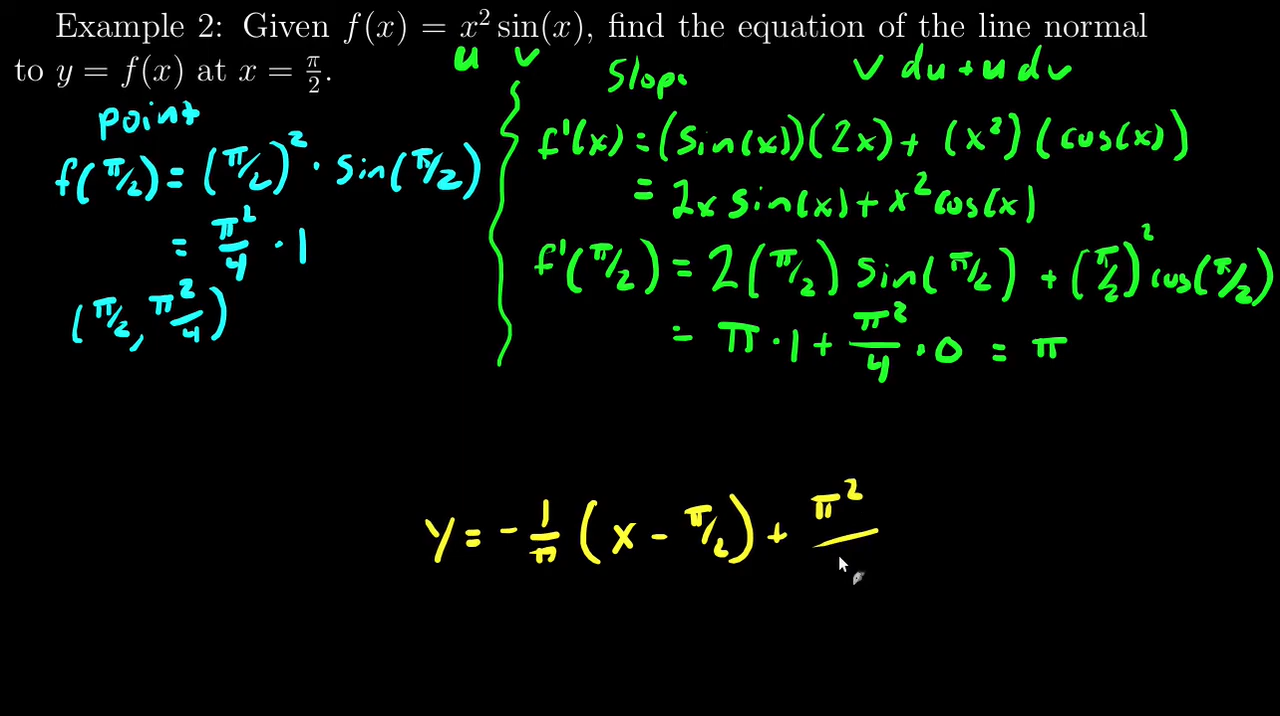 Example 2: Given f(x) = x² sin(x), find the equation of the line normal
to y = f(x) at x = π/2.
u v
point
f(π/2) = (π/2)² · sin(π/2)
= π²/4 · 1
(π/2, π²/4)
Slope
v du + u dv
f'(x) = (sin(x))(2x) + (x²)(cos(x))
= 2x sin(x) + x² cos(x)
f'(π/2) = 2(π/2) sin(π/2) + (π/2)² cos(π/2)
= π · 1 + π²/4 · 0 = π
y = -1/π (x - π/2) + π²/